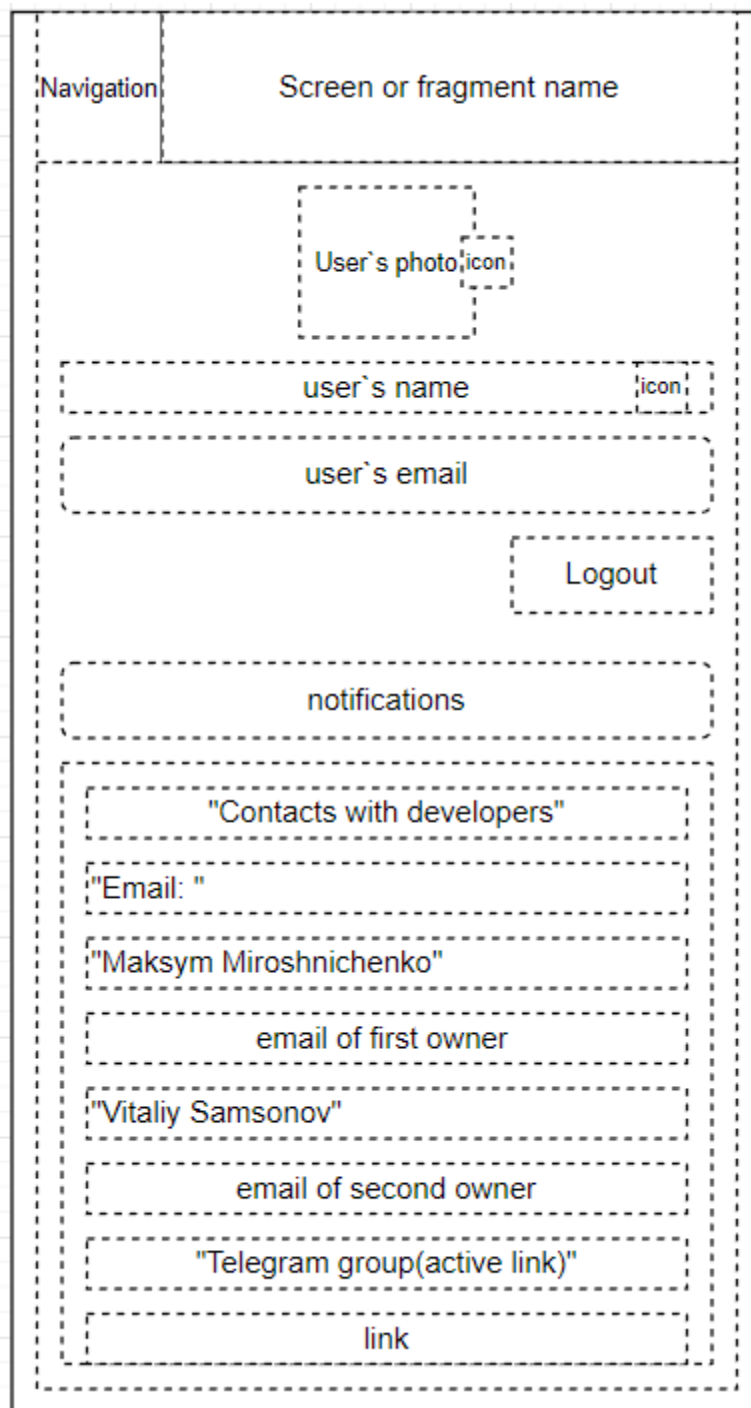 Navigation
Screen or fragment name
User`s photo
icon
user`s name
icon
user`s email
Logout
notifications
"Contacts with developers"
"Email: "
"Maksym Miroshnichenko"
email of first owner
"Vitaliy Samsonov"
email of second owner
"Telegram group(active link)"
link